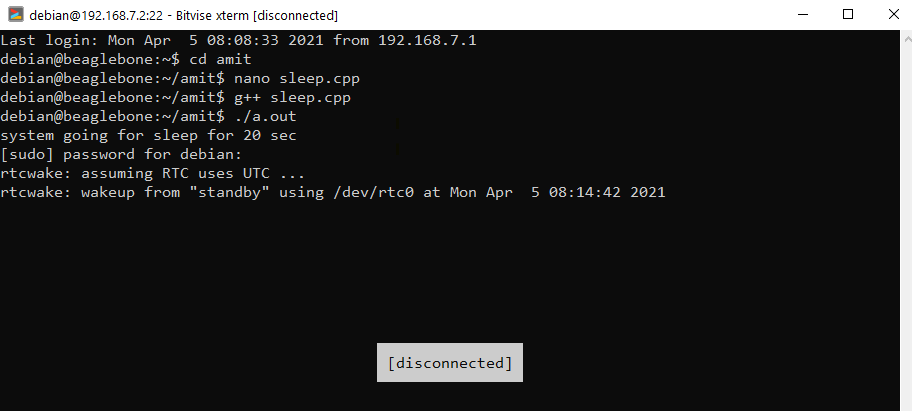 debian@192.168.7.2:22 - Bitvise xterm [disconnected]
Last login: Mon Apr  5 08:08:33 2021 from 192.168.7.1
debian@beaglebone:~$ cd amit
debian@beaglebone:~/amit$ nano sleep.cpp
debian@beaglebone:~/amit$ g++ sleep.cpp
debian@beaglebone:~/amit$ ./a.out
system going for sleep for 20 sec
[sudo] password for debian:
rtcwake: assuming RTC uses UTC ...
rtcwake: wakeup from "standby" using /dev/rtc0 at Mon Apr  5 08:14:42 2021
[disconnected]